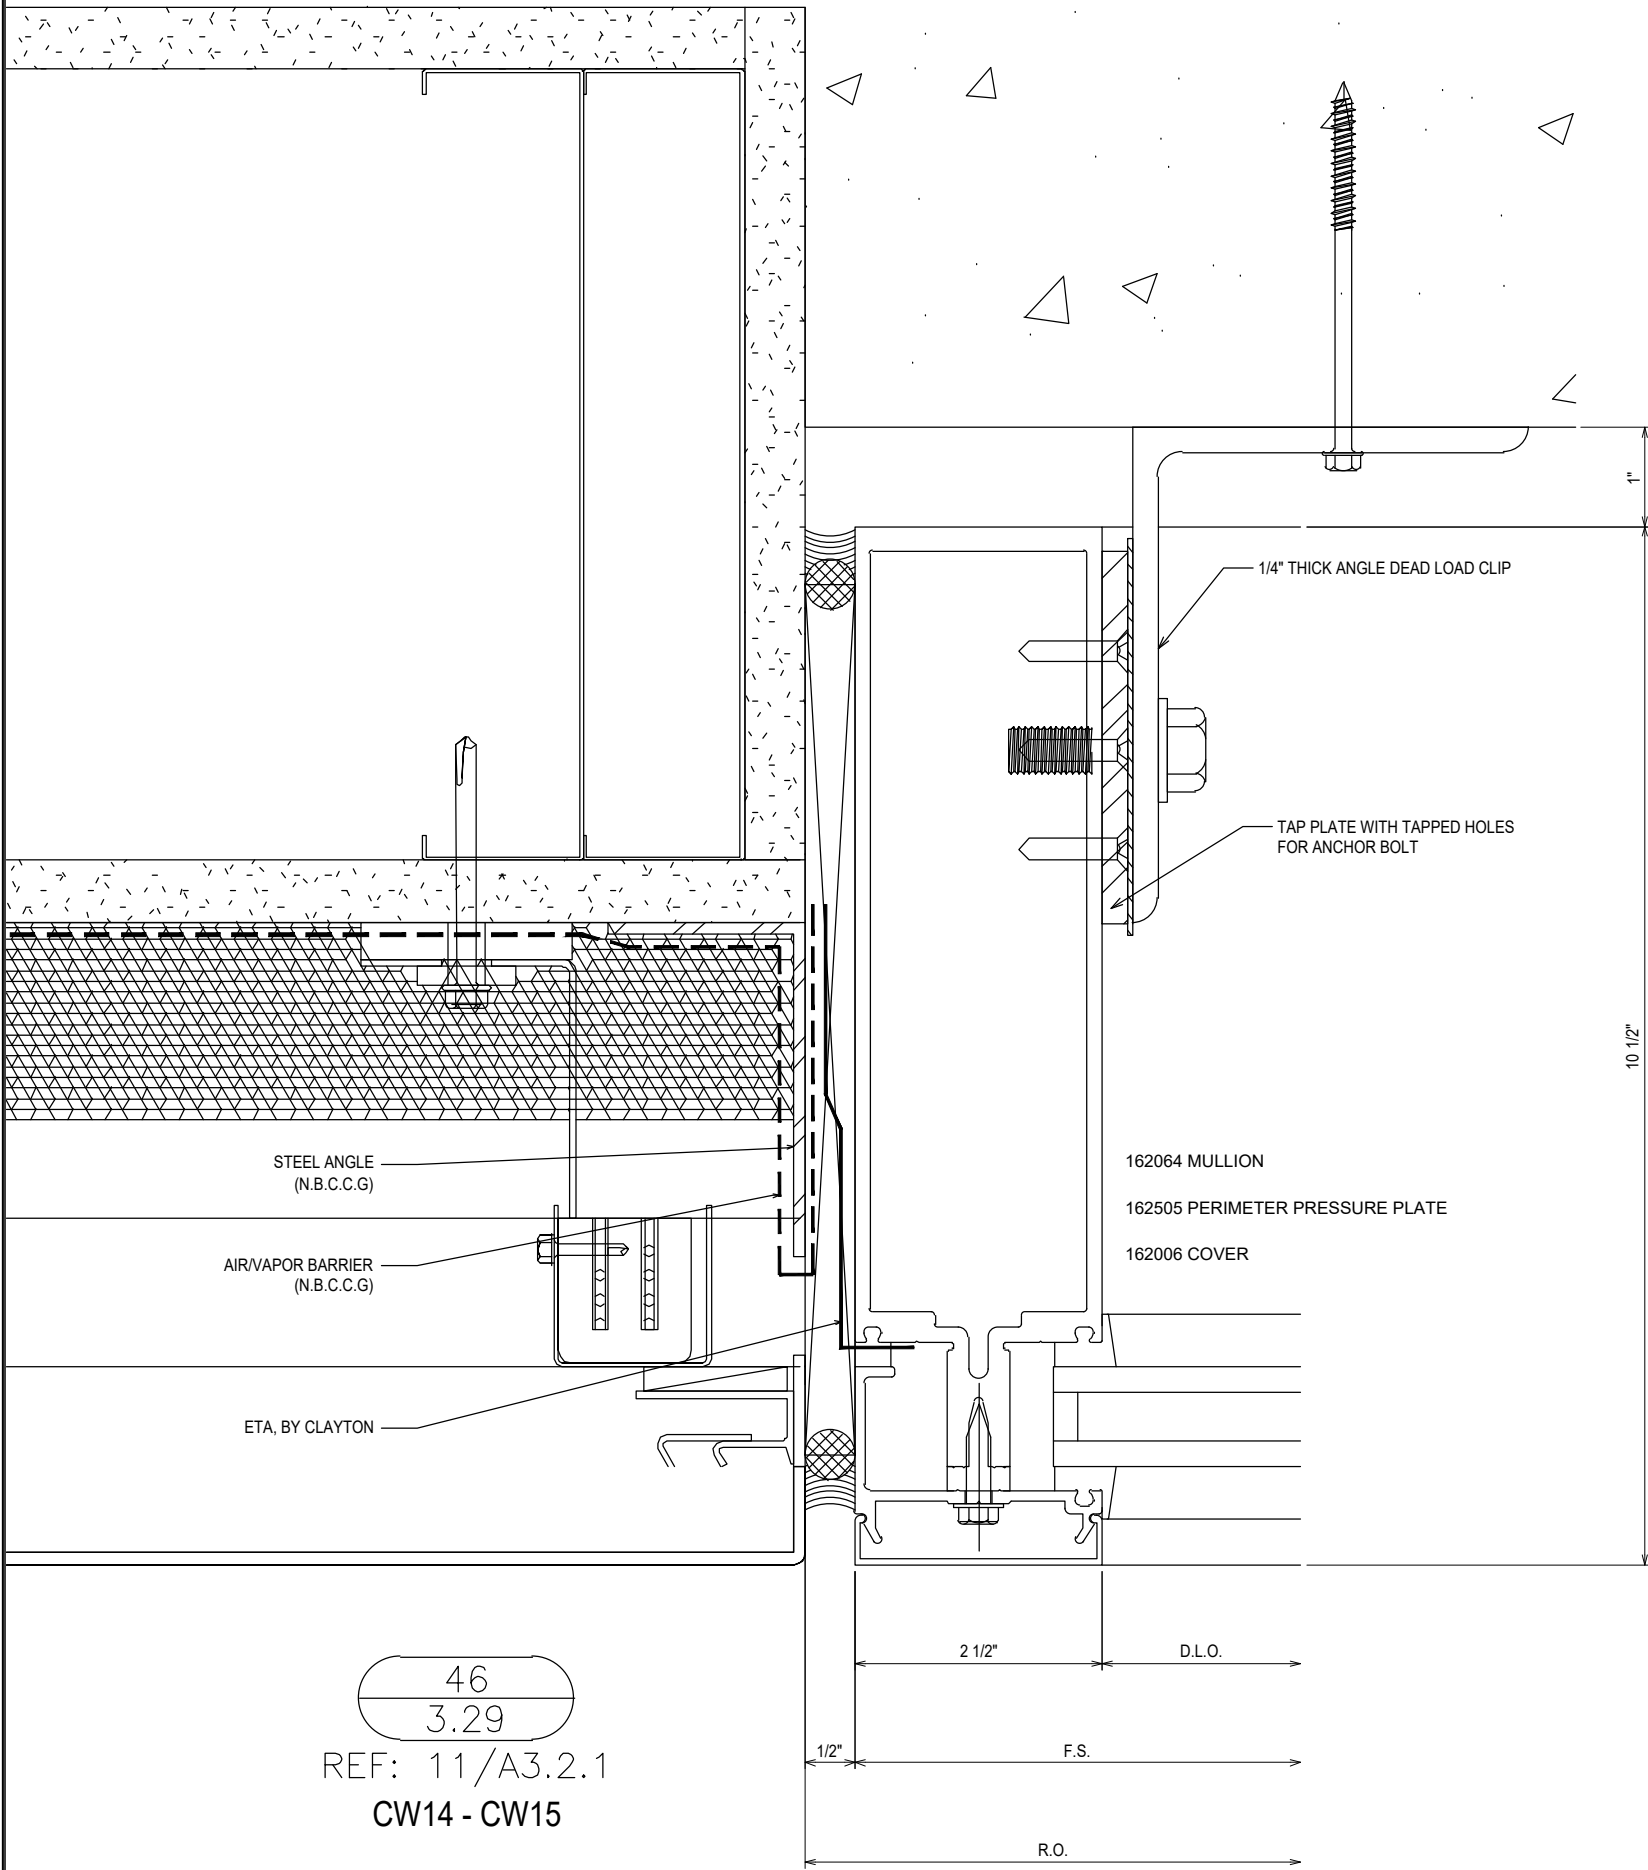 1"
1/4" THICK ANGLE DEAD LOAD CLIP
TAP PLATE WITH TAPPED HOLES
FOR ANCHOR BOLT
10 1/2"
STEEL ANGLE
(N.B.C.C.G)
162064 MULLION
162505 PERIMETER PRESSURE PLATE
162006 COVER
AIR/VAPOR BARRIER
(N.B.C.C.G)
ETA, BY CLAYTON
2 1/2"
D.L.O.
46
3.29
REF: 11/A3.2.1
CW14 - CW15
1/2"
F.S.
R.O.